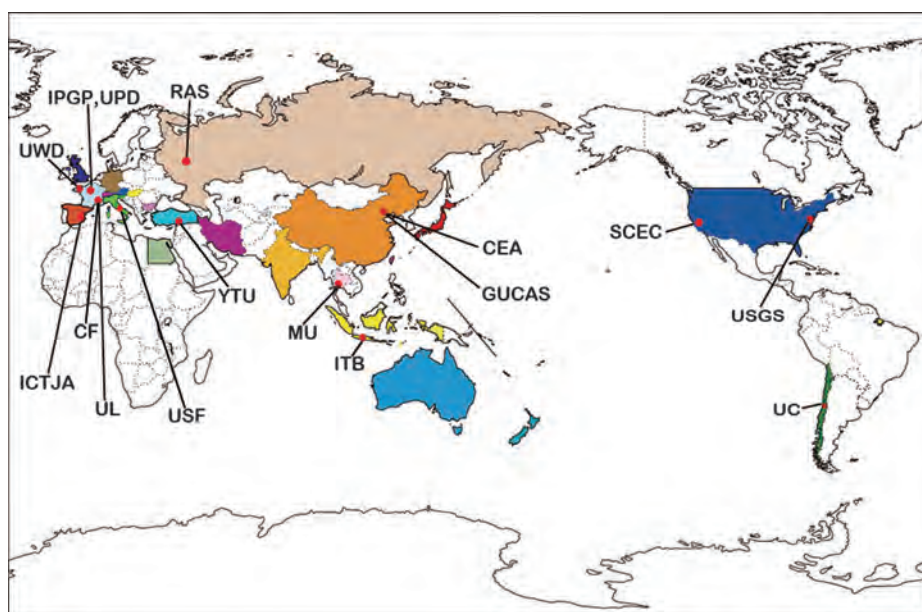 RAS
IPGP,UPD
UWD
CEA
SCEC
GUCAS
YTU
MU
USGS
CF
ITB
ICTJA
UL
USF
UC